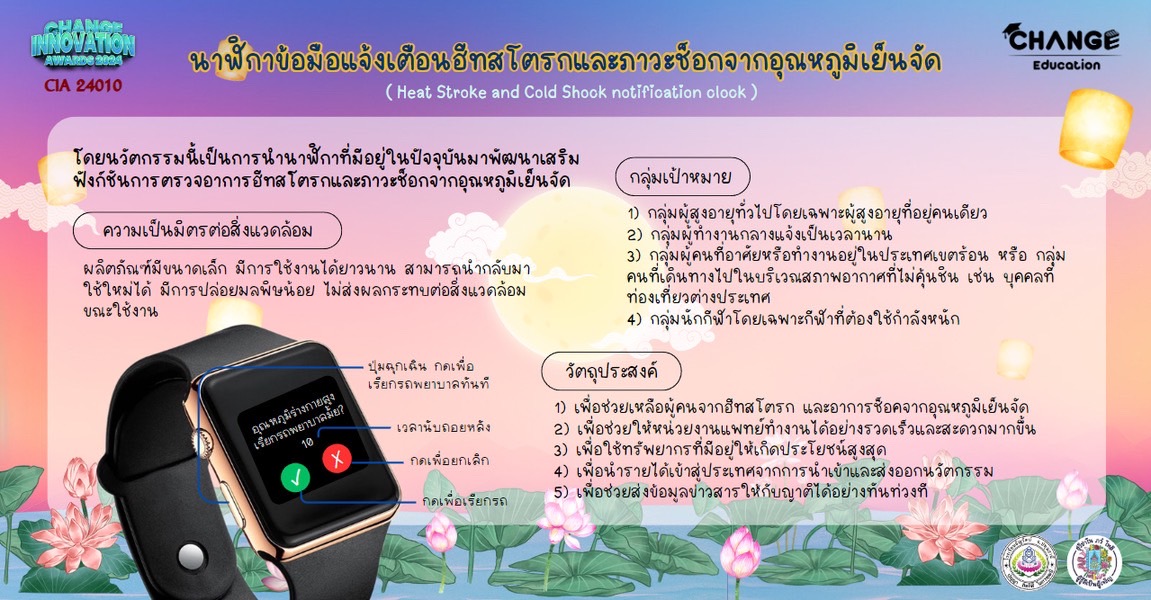 CHANGE
INNOVATION
AWARDS 2024
CIA 24010
นาฬิกาข้อมือแจ้งเตือนฮีทสโตรกและภาวะช็อกจากอุณหภูมิเย็นจัด
( Heat Stroke and Cold Shock notification clock )
CHANGE
Education
โดยนวัตกรรมนี้เป็นการนำนาฬิกาที่มีอยู่ในปัจจุบันมาพัฒนาเสริม
ฟังก์ชันการตรวจอาการฮีทสโตรกและภาวะช็อกจากอุณหภูมิเย็นจัด
ความเป็นมิตรต่อสิ่งแวดล้อม
ผลิตภัณฑ์มีขนาดเล็ก มีการใช้งานได้ยาวนาน สามารถนำกลับมา
ใช้ใหม่ได้ มีการปล่อยมลพิษน้อย ไม่ส่งผลกระทบต่อสิ่งแวดล้อม
ขณะใช้งาน
ปุ่มฉุกเฉิน กดเพื่อ
เรียกรถพยาบาลทันที
อุณหภูมิร่างกายสูง
เรียกรถพยาบาลมั้ย?
10
เวลานับถอยหลัง
กดเพื่อยกเลิก
กดเพื่อเรียกรถ
กลุ่มเป้าหมาย
1) กลุ่มผู้สูงอายุทั่วไปโดยเฉพาะผู้สูงอายุที่อยู่คนเดียว
2) กลุ่มผู้ทำงานกลางแจ้งเป็นเวลานาน
3) กลุ่มผู้คนที่อาศัยหรือทำงานอยู่ในประเทศเขตร้อน หรือ กลุ่ม
คนที่เดินทางไปในบริเวณสภาพอากาศที่ไม่คุ้นชิน เช่น บุคคลที่
ท่องเที่ยวต่างประเทศ
4) กลุ่มนักกีฬาโดยเฉพาะกีฬาที่ต้องใช้กำลังหนัก
วัตถุประสงค์
1) เพื่อช่วยเหลือผู้คนจากฮีทสโตรก และอาการช็อคจากอุณหภูมิเย็นจัด
2) เพื่อช่วยให้หน่วยงานแพทย์ทำงานได้อย่างรวดเร็วและสะดวกมากขึ้น
3) เพื่อใช้ทรัพยากรที่มีอยู่ให้เกิดประโยชน์สูงสุด
4) เพื่อนำรายได้เข้าสู่ประเทศจากการนำเข้าและส่งออกนวัตกรรม
5) เพื่อช่วยส่งข้อมูลข่าวสารให้กับญาติได้อย่างทันท่วงที